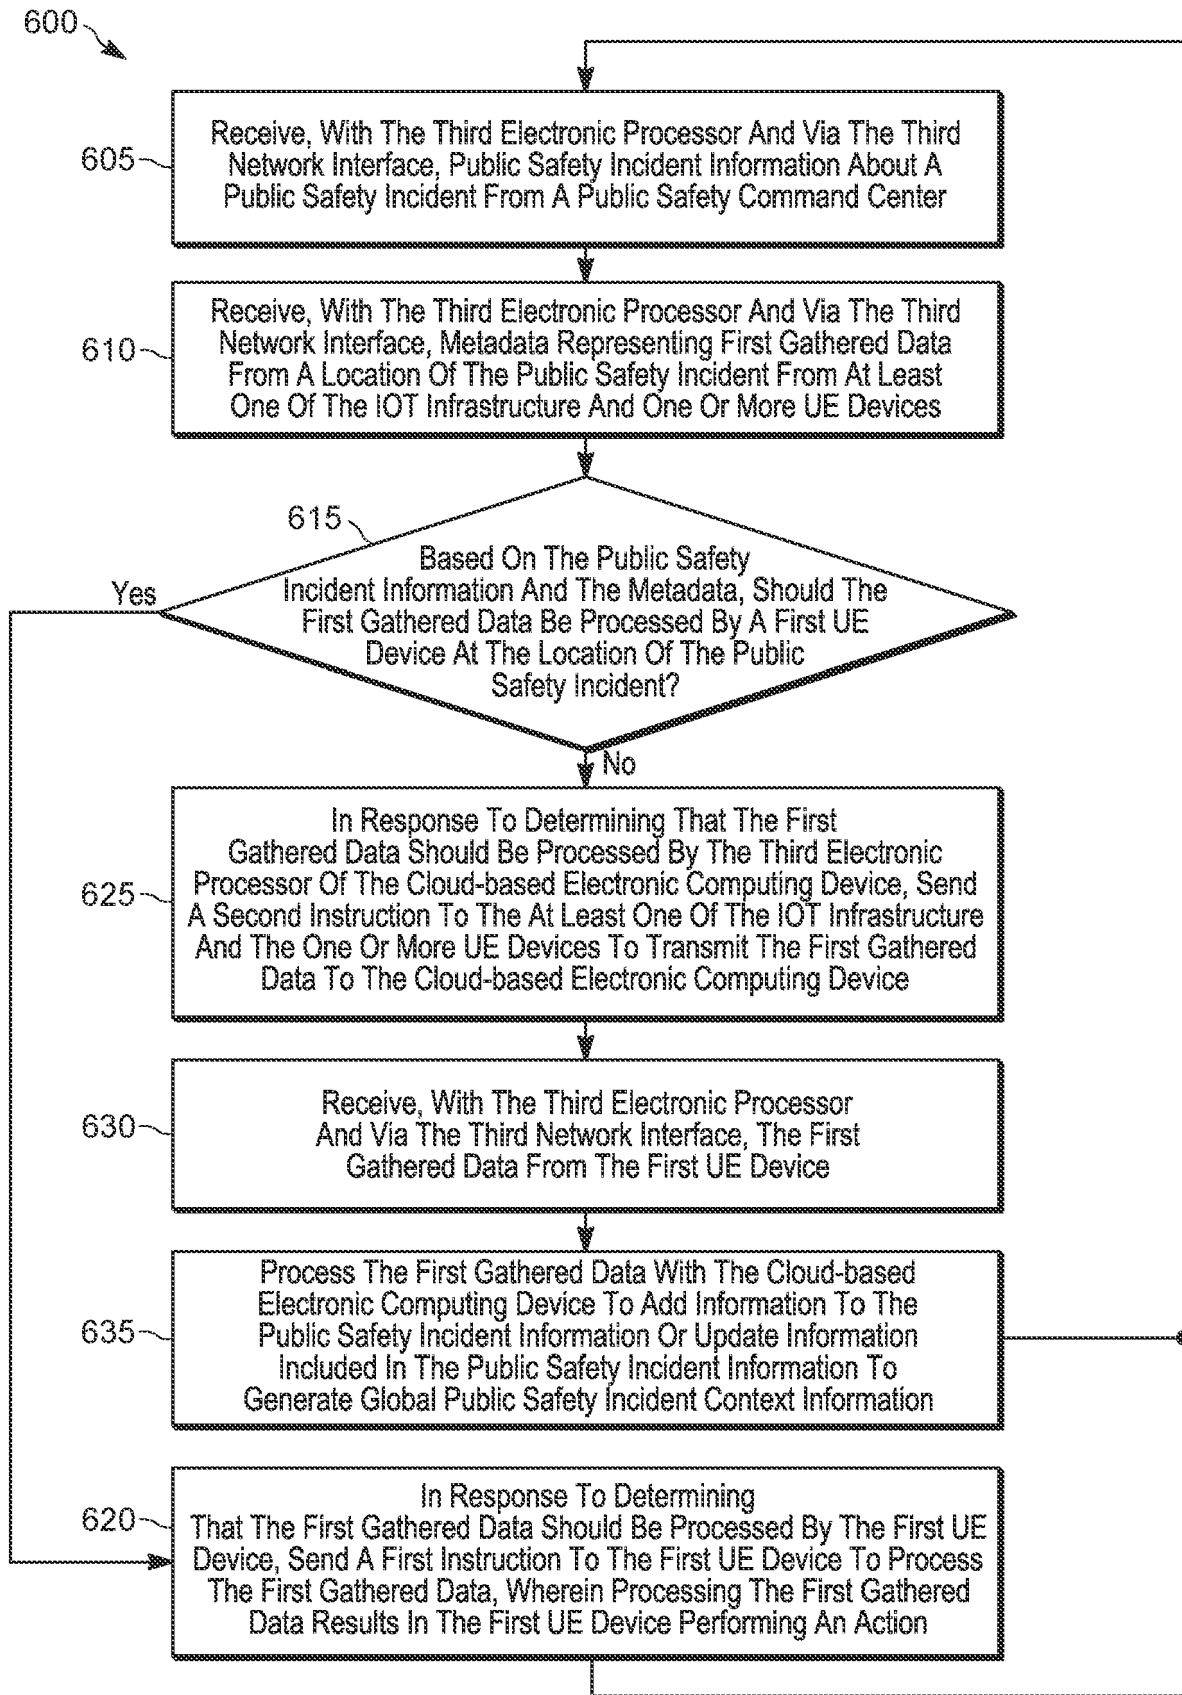 600
605
Receive, With The Third Electronic Processor And Via The Third
Network Interface, Public Safety Incident Information About A
Public Safety Incident From A Public Safety Command Center
610
Receive, With The Third Electronic Processor And Via The Third
Network Interface, Metadata Representing First Gathered Data
From A Location Of The Public Safety Incident From At Least
One Of The IOT Infrastructure And One Or More UE Devices
615
Based On The Public Safety
Incident Information And The Metadata, Should The
First Gathered Data Be Processed By A First UE
Device At The Location Of The Public
Safety Incident?
Yes
No
625
In Response To Determining That The First
Gathered Data Should Be Processed By The Third Electronic
Processor Of The Cloud-based Electronic Computing Device, Send
A Second Instruction To The At Least One Of The IOT Infrastructure
And The One Or More UE Devices To Transmit The First Gathered
Data To The Cloud-based Electronic Computing Device
630
Receive, With The Third Electronic Processor
And Via The Third Network Interface, The First
Gathered Data From The First UE Device
635
Process The First Gathered Data With The Cloud-based
Electronic Computing Device To Add Information To The
Public Safety Incident Information Or Update Information
Included In The Public Safety Incident Information To
Generate Global Public Safety Incident Context Information
620
In Response To Determining
That The First Gathered Data Should Be Processed By The First UE
Device, Send A First Instruction To The First UE Device To Process
The First Gathered Data, Wherein Processing The First Gathered
Data Results In The First UE Device Performing An Action